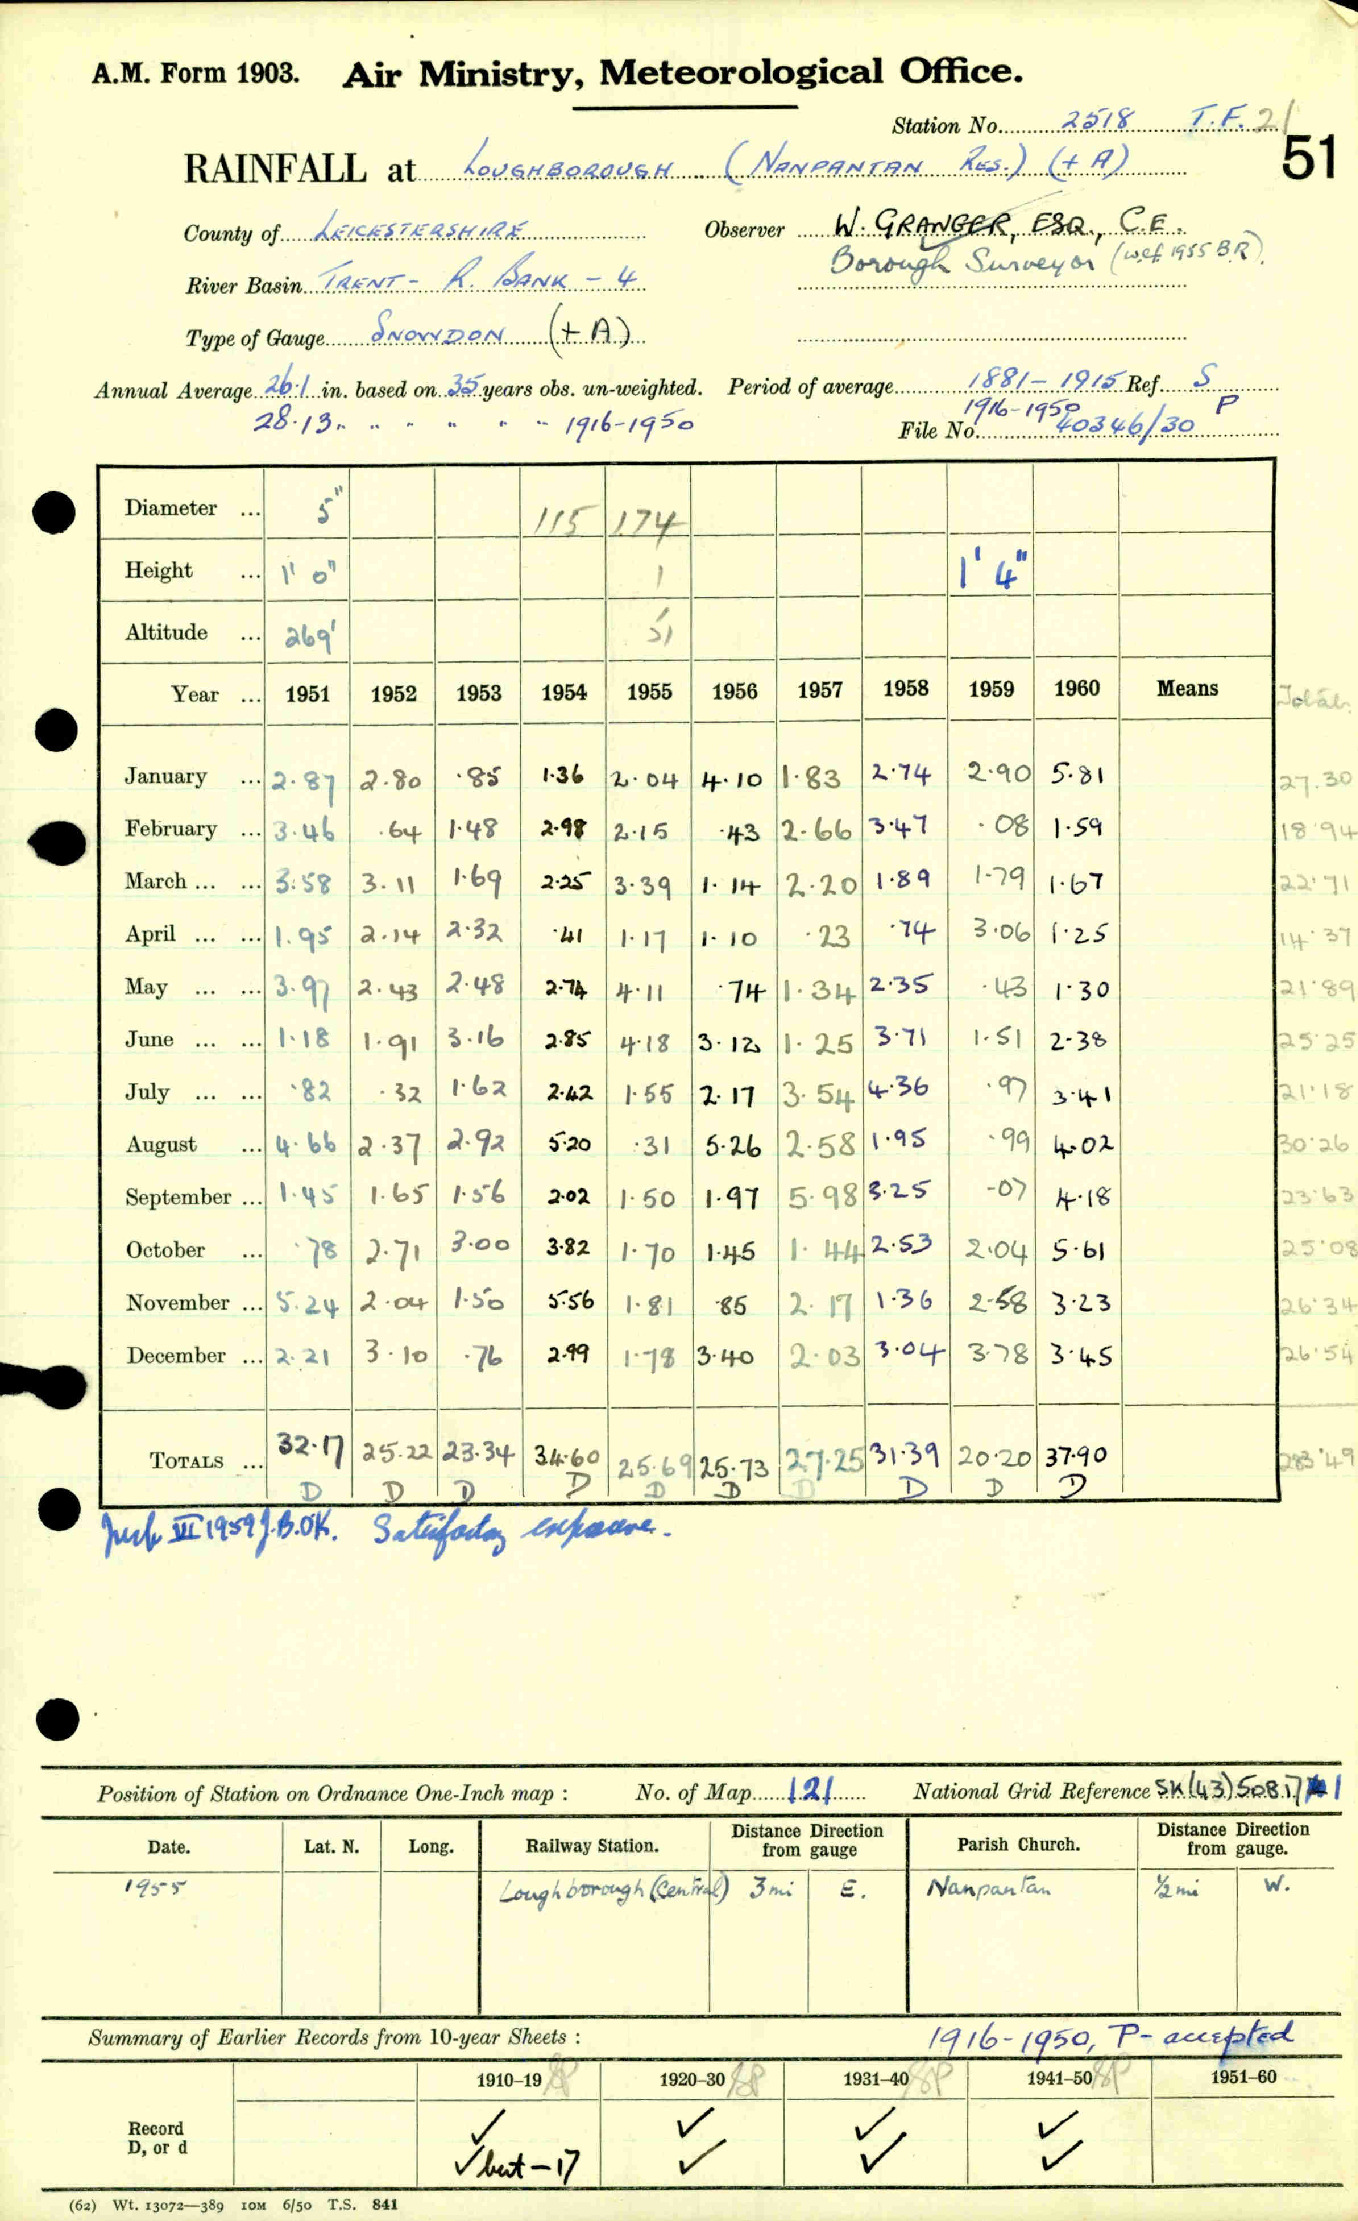 A.M. Form 1903. Air Ministry, Meteorological Office.
Station No. 2518 T.F. 21
51
RAINFALL at LOUGHBOROUGH (NANPANTAN RES.) (+ A)
County of LEICESTERSHIRE Observer W. GRANGER, ESQ., C.E.
Borough Surveyor (w.e.f. 1955 B.R).
River Basin TRENT - R. BANK - 4
Type of Gauge SNOWDON (+ A)
Annual Average 26.1 in. based on 35 years obs. un-weighted. Period of average 1881-1915 Ref. S
28.13 " " " " " " 1916-1950 1916-1950 P
File No. 40346/30
Diameter ... 5" 115 174
Height ... 1' 0" 1 1' 4"
Altitude ... 269' 51
Year ... 1951 1952 1953 1954 1955 1956 1957 1958 1959 1960 Means Total
January ... 2.87 2.80 .85 1.36 2.04 4.10 1.83 2.74 2.90 5.81 27.30
February ... 3.46 .64 1.48 2.98 2.15 .43 2.66 3.47 .08 1.59 18.94
March ... ... 3.58 3.11 1.69 2.25 3.39 1.14 2.20 1.89 1.79 1.67 22.71
April ... ... 1.95 2.14 2.32 .41 1.17 1.10 .23 .74 3.06 1.25 14.37
May ... ... 3.97 2.43 2.48 2.74 4.11 .74 1.34 2.35 .43 1.30 21.89
June ... ... 1.18 1.91 3.16 2.85 4.18 3.12 1.25 3.71 1.51 2.38 25.25
July ... ... .82 .32 1.62 2.42 1.55 2.17 3.54 4.36 .97 3.41 21.18
August ... 4.66 2.37 2.92 5.20 .31 5.26 2.58 1.95 .99 4.02 30.26
September ... 1.45 1.65 1.56 2.02 1.50 1.97 5.98 3.25 .07 4.18 23.63
October ... .78 2.71 3.00 3.82 1.70 1.45 1.44 2.53 2.04 5.61 25.08
November ... 5.24 2.04 1.50 5.56 1.81 .85 2.17 1.36 2.58 3.23 26.34
December ... 2.21 3.10 .76 2.99 1.78 3.40 2.03 3.04 3.78 3.45 26.54
TOTALS ... 32.17 25.22 23.34 34.60 25.69 25.73 27.25 31.39 20.20 37.90 283.49
D D D D D D D D D D
VI 1959 J.B.O'K. Satisfactory exposure.
Position of Station on Ordnance One-Inch map : No. of Map 121 National Grid Reference SK(43)508171
Date. Lat. N. Long. Railway Station. Distance Direction from gauge Parish Church. Distance Direction from gauge.
1955 Loughborough (Central) 3 mi E. Nanpantan ½ mi W.
Summary of Earlier Records from 10-year Sheets : 1916-1950, P- accepted
1910–19 1920–30 1931–40 1941–50 1951–60
Record ✓ ✓ ✓ ✓
D, or d ✓ but - 17 ✓ ✓ ✓
(62) Wt. 13072—389 10M 6/50 T.S. 841